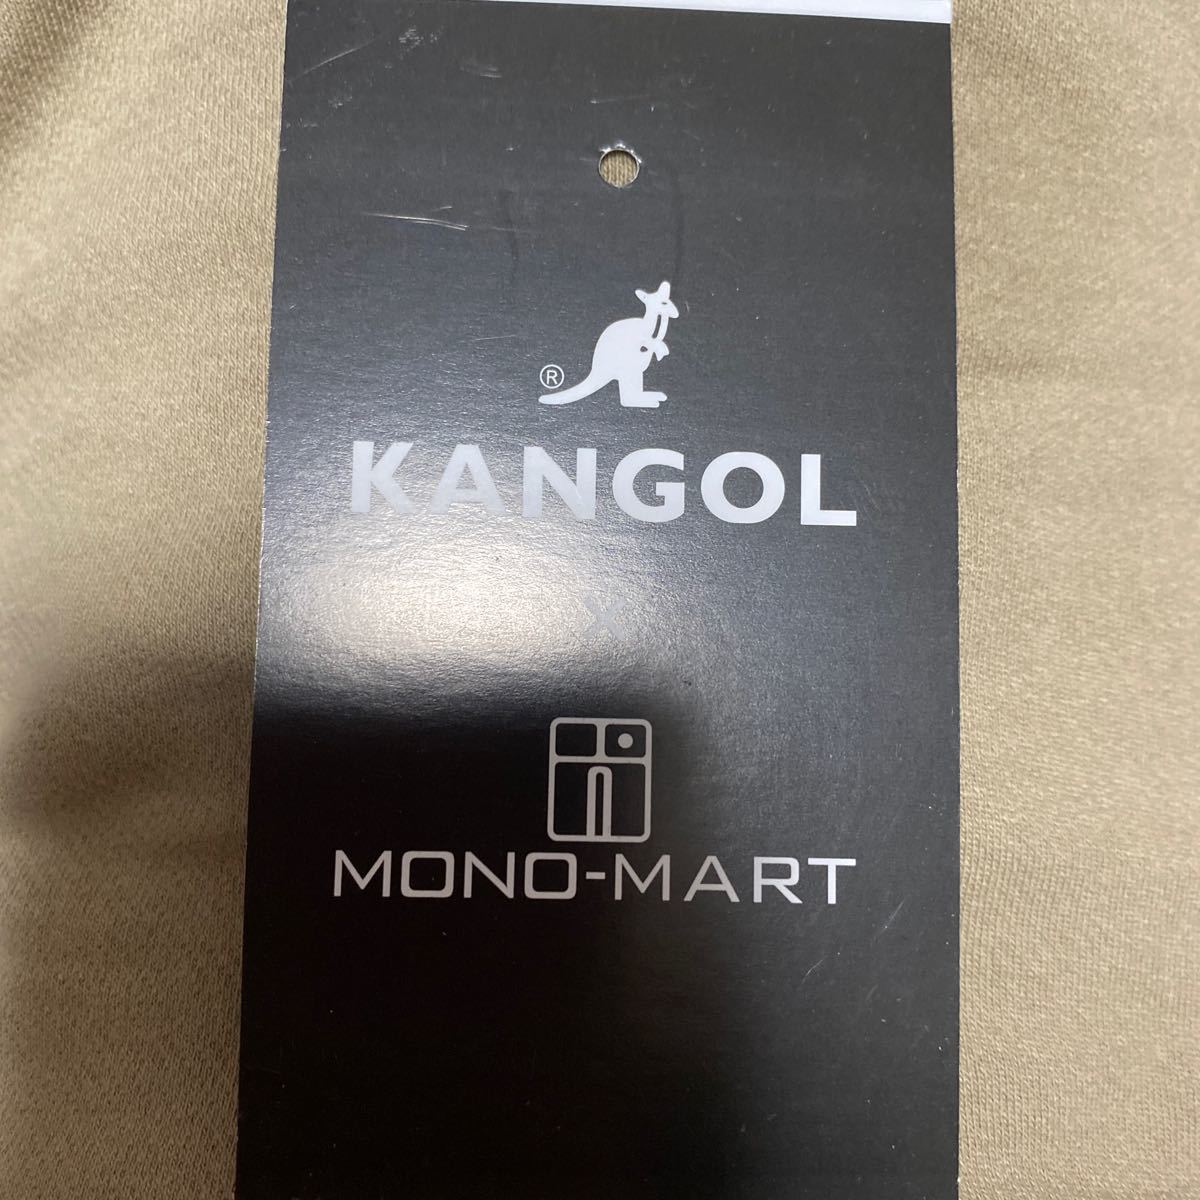 ®
KANGOL
×
MONO-MART